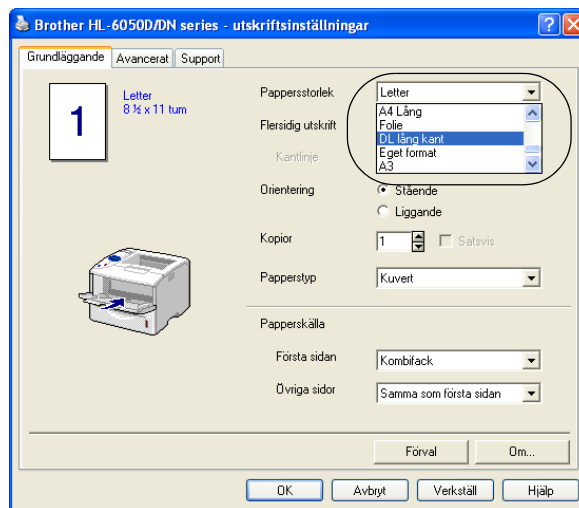 Brother HL-6050D/DN series - utskriftsinställningar
Grundläggande Avancerat Support
1
Letter
8 ½ x 11 tum
Pappersstorlek Letter
A4 Lång
Folie
DL lång kant
Eget format
A3
Flersidig utskrift
Kantlinje
Orientering Stående
Liggande
Kopior 1 Satsvis
Papperstyp Kuvert
Papperskälla
Första sidan Kombifack
Övriga sidor Samma som första sidan
Förval Om...
OK Avbryt Verkställ Hjälp